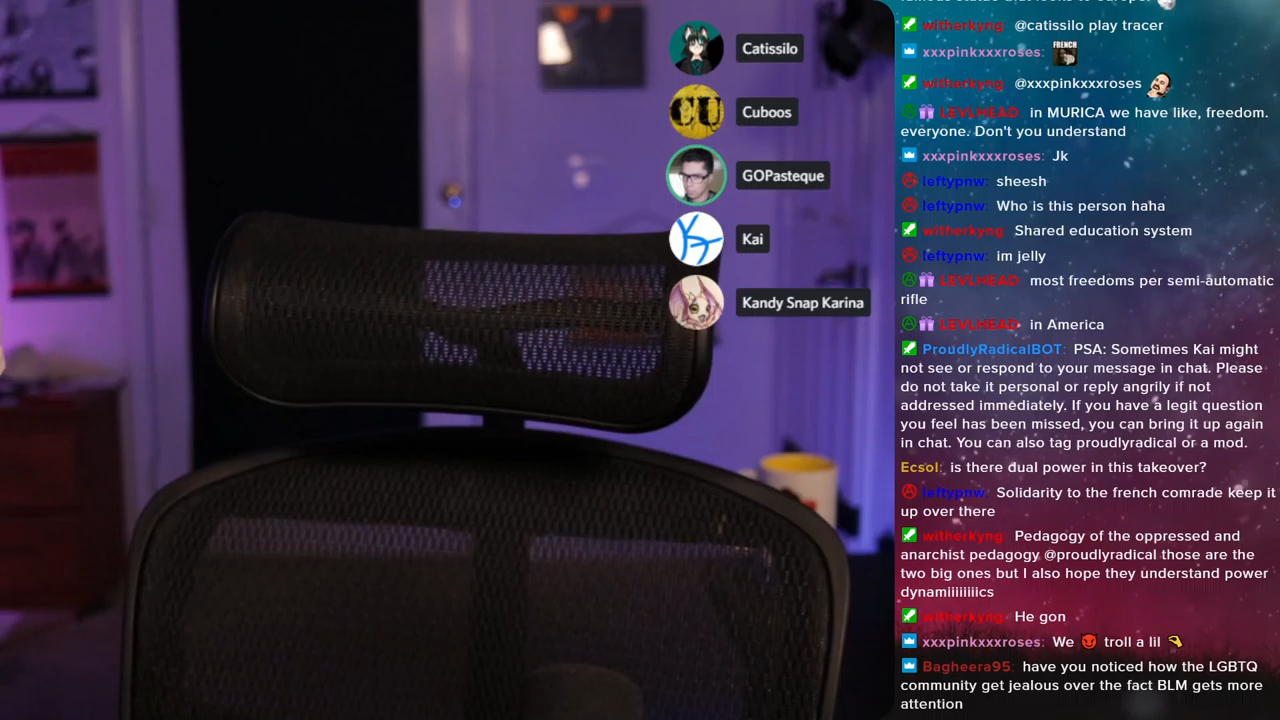 Catissilo
Cuboos
GOPasteque
Kai
Kandy Snap Karina
witherkyng @catissilo play tracer
xxxpinkxxxroses: FRENCH
witherkyng @xxxpinkxxxroses
LEVLHEAD in MURICA we have like, freedom.
everyone. Don't you understand
xxxpinkxxxroses: Jk
leftypnw: sheesh
leftypnw: Who is this person haha
witherkyng Shared education system
leftypnw: im jelly
LEVLHEAD most freedoms per semi-automatic
rifle
LEVLHEAD in America
ProudlyRadicalBOT: PSA: Sometimes Kai might
not see or respond to your message in chat. Please
do not take it personal or reply angrily if not
addressed immediately. If you have a legit question
you feel has been missed, you can bring it up again
in chat. You can also tag proudlyradical or a mod.
Ecsol: is there dual power in this takeover?
leftypnw: Solidarity to the french comrade keep it
up over there
witherkyng Pedagogy of the oppressed and
anarchist pedagogy @proudlyradical those are the
two big ones but I also hope they understand power
dynamiiiiiiics
witherkyng He gon
xxxpinkxxxroses: We troll a lil
Bagheera95: have you noticed how the LGBTQ
community get jealous over the fact BLM gets more
attention